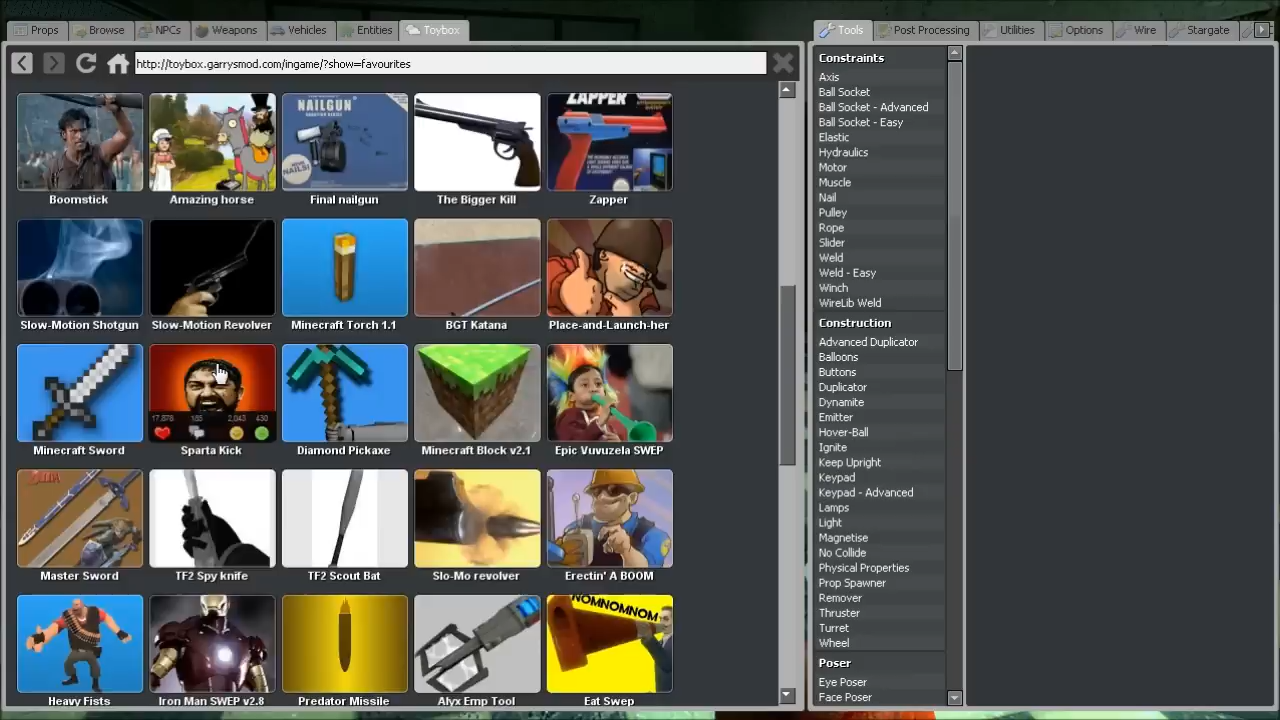 Props
Browse
NPCs
Weapons
Vehicles
Entities
Toybox
Tools
Post Processing
Utilities
Options
Wire
Stargate
http://toybox.garrysmod.com/ingame/?show=favourites
NAILGUN
ZAPPER
Boomstick
Amazing horse
Final nailgun
The Bigger Kill
Zapper
Slow-Motion Shotgun
Slow-Motion Revolver
Minecraft Torch 1.1
BGT Katana
Place-and-Launch-her
17,878 165 2,043 430
Minecraft Sword
Sparta Kick
Diamond Pickaxe
Minecraft Block v2.1
Epic Vuvuzela SWEP
Master Sword
TF2 Spy knife
TF2 Scout Bat
Slo-Mo revolver
Erectin' A BOOM
NOMNOMNOM
Heavy Fists
Iron Man SWEP v2.8
Predator Missile
Alyx Emp Tool
Eat Swep
Constraints
Axis
Ball Socket
Ball Socket - Advanced
Ball Socket - Easy
Elastic
Hydraulics
Motor
Muscle
Nail
Pulley
Rope
Slider
Weld
Weld - Easy
Winch
WireLib Weld
Construction
Advanced Duplicator
Balloons
Buttons
Duplicator
Dynamite
Emitter
Hover-Ball
Ignite
Keep Upright
Keypad
Keypad - Advanced
Lamps
Light
Magnetise
No Collide
Physical Properties
Prop Spawner
Remover
Thruster
Turret
Wheel
Poser
Eye Poser
Face Poser